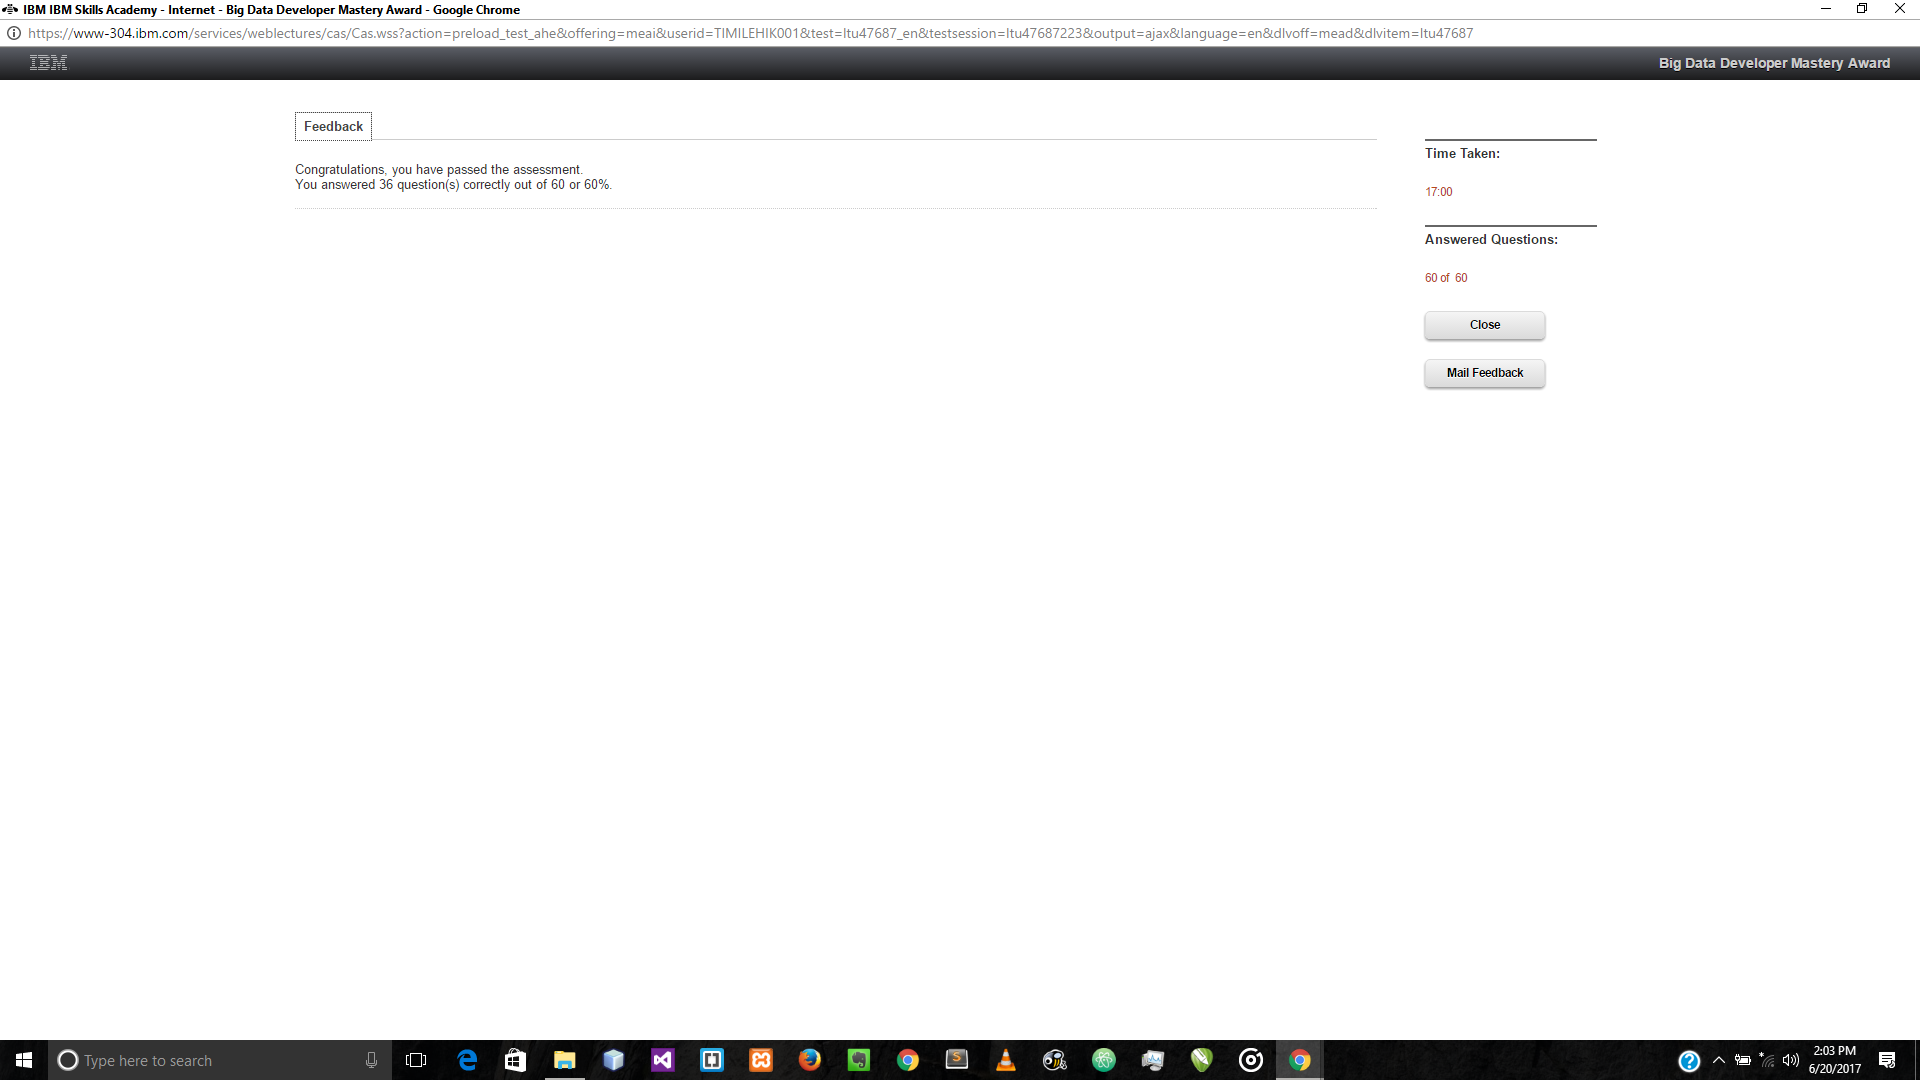 IBM IBM Skills Academy - Internet - Big Data Developer Mastery Award - Google Chrome
https://www-304.ibm.com/services/weblectures/cas/Cas.wss?action=preload_test_ahe&offering=meai&userid=TIMILEHIK001&test=ltu47687_en&testsession=ltu47687223&output=ajax&language=en&dlvoff=mead&dlvitem=ltu47687
IBM
Big Data Developer Mastery Award
Feedback
Congratulations, you have passed the assessment.
You answered 36 question(s) correctly out of 60 or 60%.
Time Taken:
17:00
Answered Questions:
60 of 60
Close
Mail Feedback
Type here to search
2:03 PM
6/20/2017